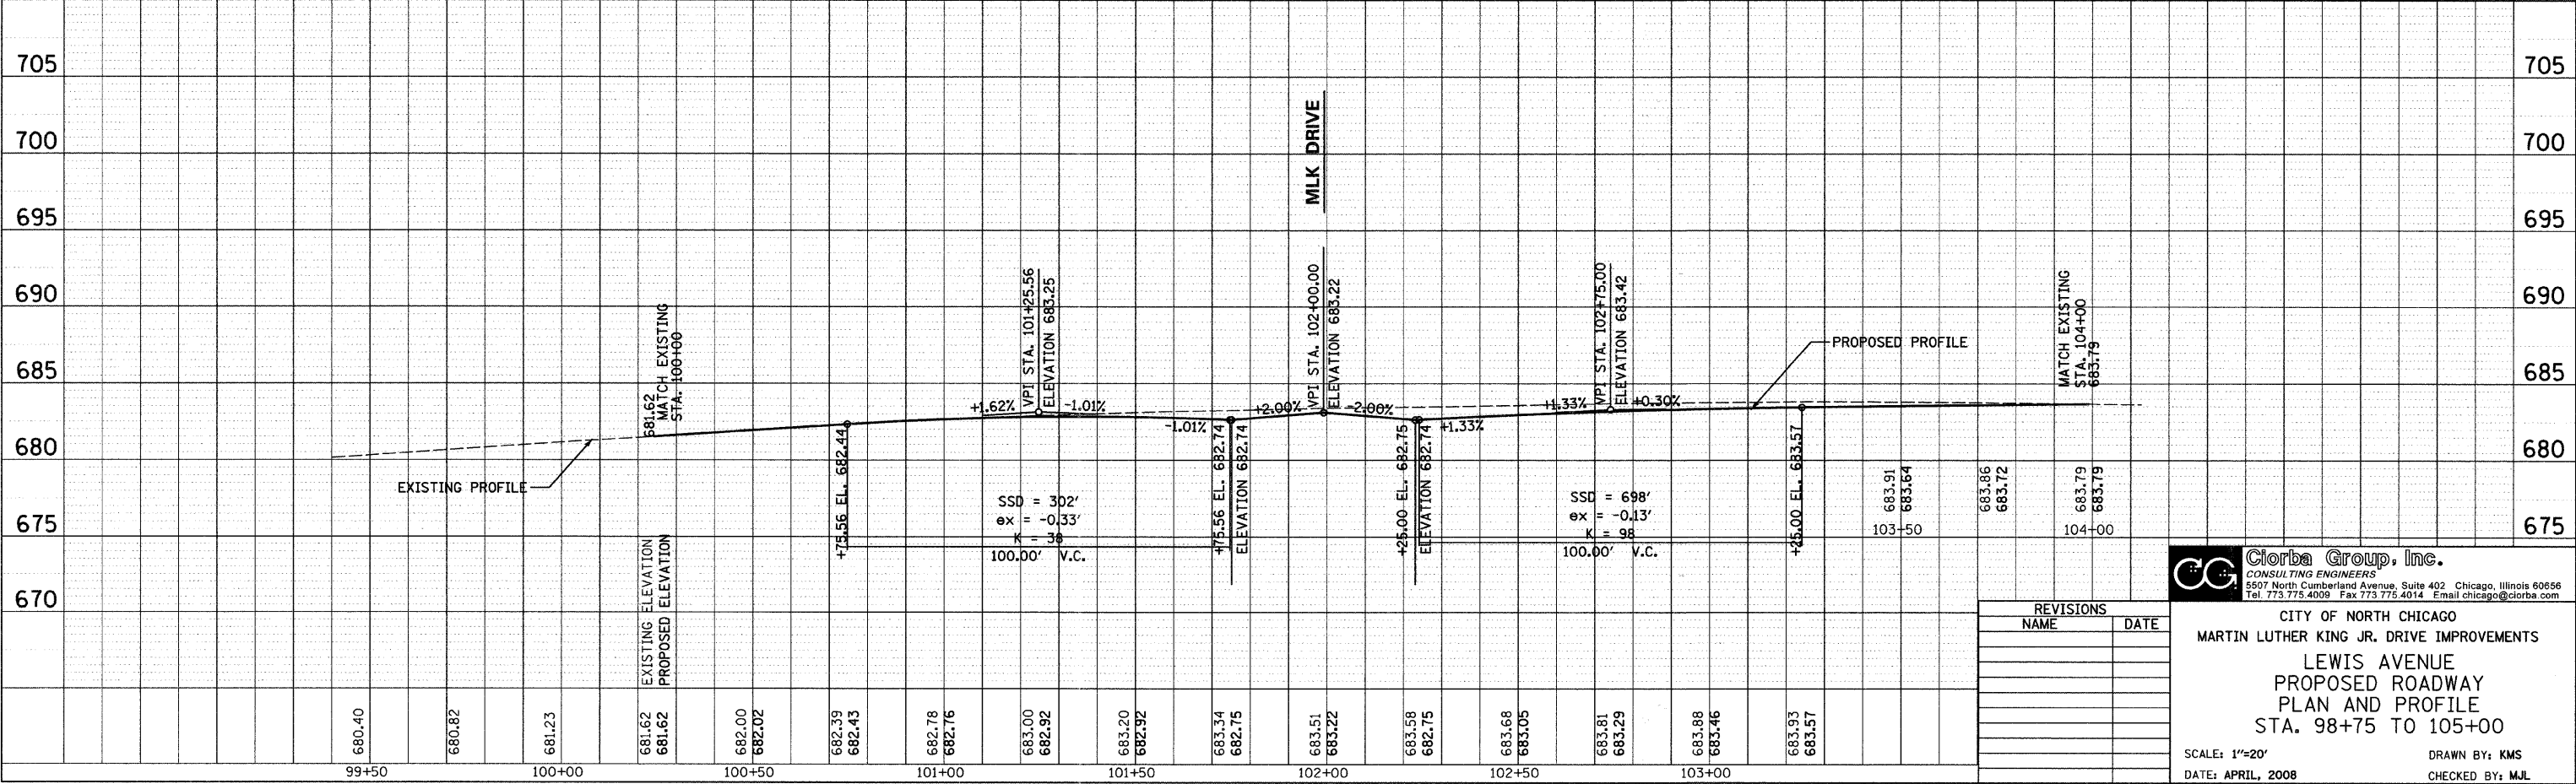 705
705
700
700
695
695
690
690
685
685
680
680
675
675
670
MLK DRIVE
681.62
MATCH EXISTING
STA. 100+00
VPI STA. 101+25.56
ELEVATION 683.25
VPI STA. 102+00.00
ELEVATION 683.22
VPI STA. 102+75.00
ELEVATION 683.42
PROPOSED PROFILE
MATCH EXISTING
STA. 104+00
683.79
+1.62%
-1.01%
-1.01%
+2.00%
-2.00%
+1.33%
+1.33%
+0.30%
EXISTING PROFILE
+75.56 EL. 682.44
SSD = 302'
ex = -0.33'
K = 38
100.00' V.C.
+75.56 EL. 682.74
ELEVATION 682.74
+25.00 EL. 682.75
ELEVATION 682.74
SSD = 698'
ex = -0.13'
K = 98
100.00' V.C.
+25.00 EL. 683.57
683.91
683.64
683.86
683.72
683.79
683.79
103+50
104+00
EXISTING ELEVATION
PROPOSED ELEVATION
680.40
680.82
681.23
681.62
681.62
682.00
682.02
682.39
682.43
682.78
682.76
683.00
682.92
683.20
682.92
683.34
682.75
683.51
683.22
683.58
682.75
683.68
683.05
683.81
683.29
683.88
683.46
683.93
683.57
99+50
100+00
100+50
101+00
101+50
102+00
102+50
103+00
CG
Ciorba Group, Inc.
CONSULTING ENGINEERS
5507 North Cumberland Avenue, Suite 402 Chicago, Illinois 60656
Tel. 773.775.4009 Fax 773 775.4014 Email chicago@ciorba.com
REVISIONS
NAME DATE
CITY OF NORTH CHICAGO
MARTIN LUTHER KING JR. DRIVE IMPROVEMENTS
LEWIS AVENUE
PROPOSED ROADWAY
PLAN AND PROFILE
STA. 98+75 TO 105+00
SCALE: 1"=20'
DRAWN BY: KMS
DATE: APRIL, 2008
CHECKED BY: MJL